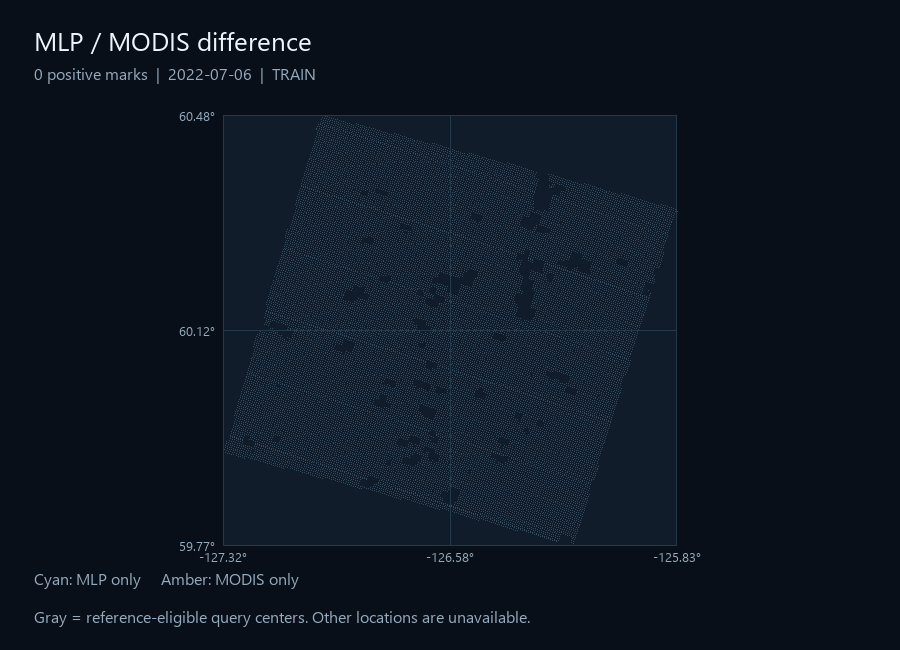 MLP / MODIS difference
0 positive marks | 2022-07-06 | TRAIN
60.48°
60.12°
59.77°
-127.32° -126.58° -125.83°
Cyan: MLP only Amber: MODIS only
Gray = reference-eligible query centers. Other locations are unavailable.